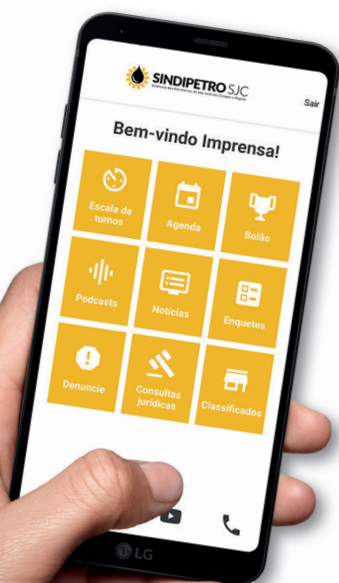 SINDIPETRO SJC
Sair
Bem-vindo Imprensa!
Escala de
turnos
Agenda
Bolão
Podcasts
Notícias
Enquetes
Denuncie
Consultas
jurídicas
Classificados
LG